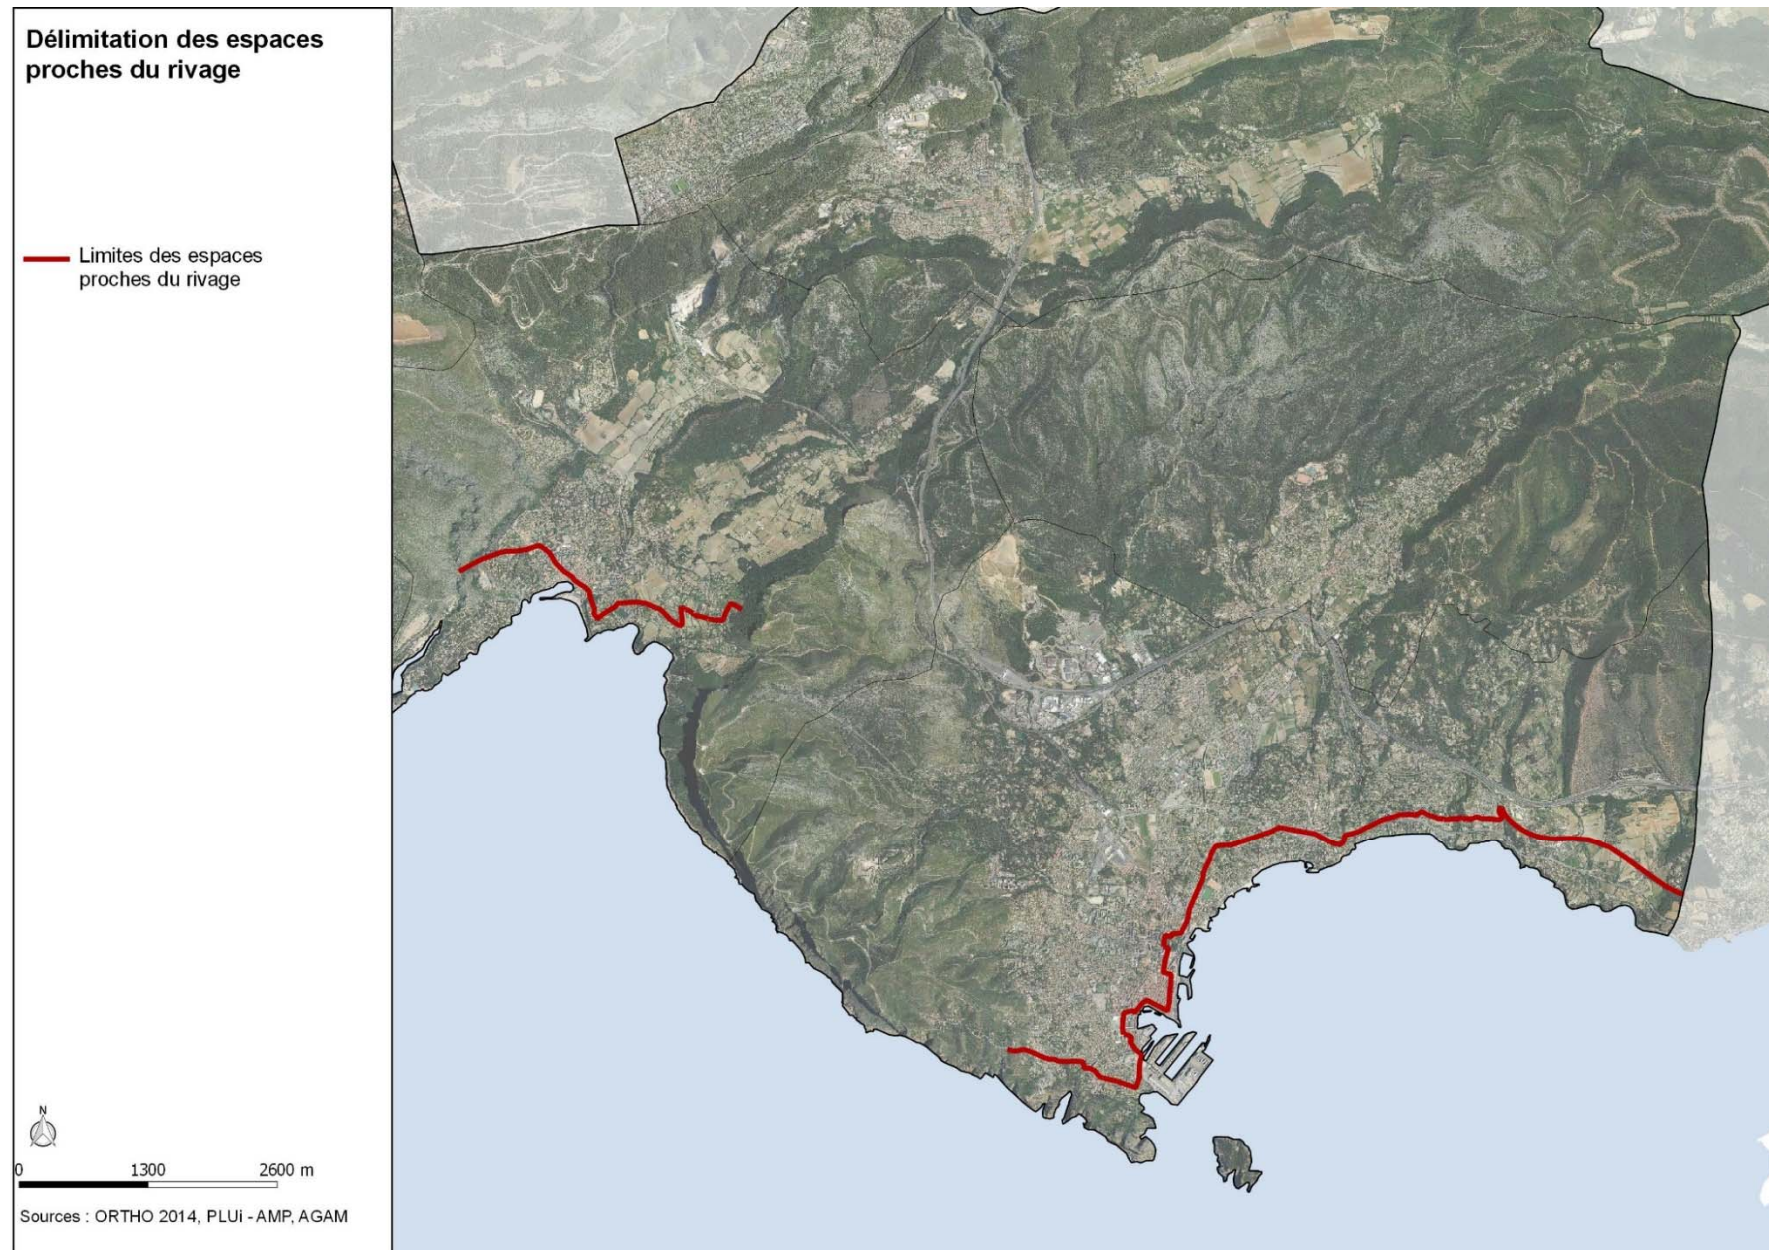 Délimitation des espaces
proches du rivage
Limites des espaces
proches du rivage
N
0 1300 2600 m
Sources : ORTHO 2014, PLUi - AMP, AGAM